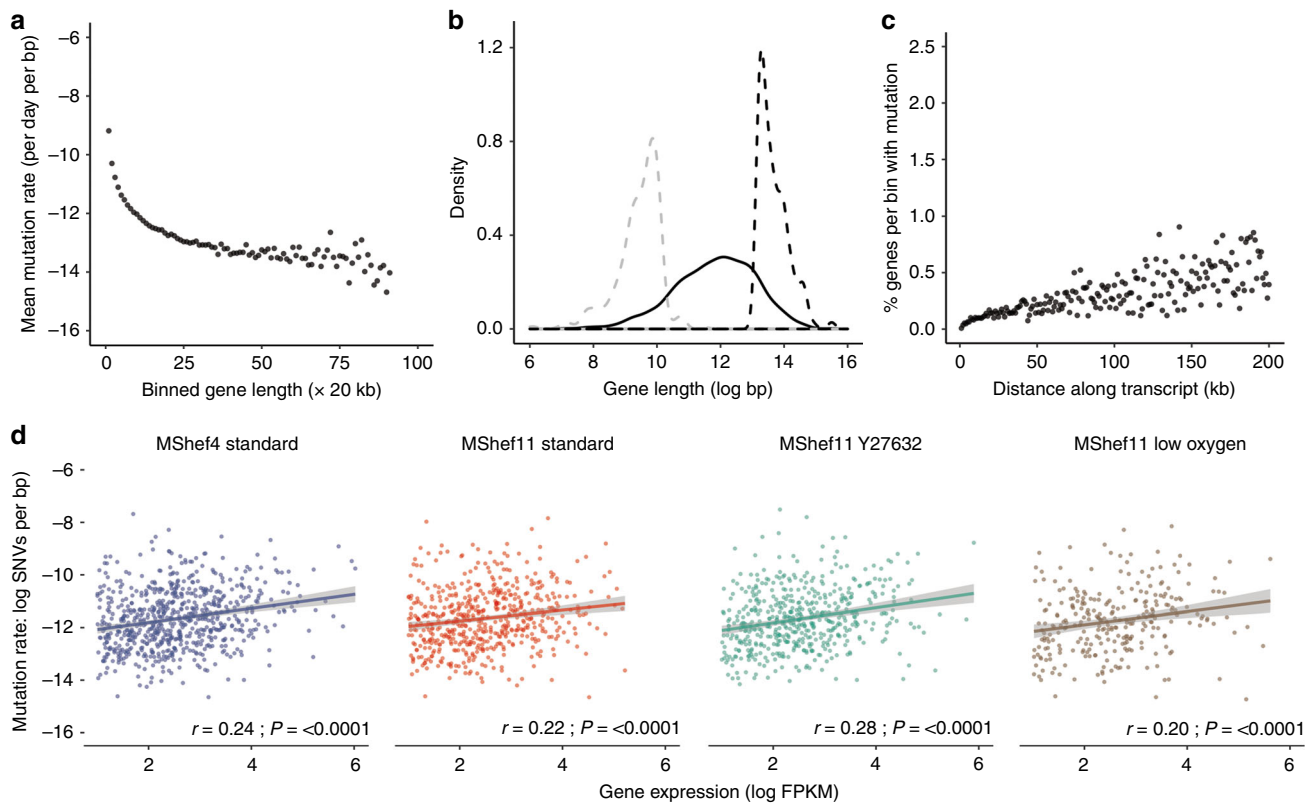 a
Mean mutation rate (per day per bp)
−6
−8
−10
−12
−14
−16
0
25
50
75
100
Binned gene length (× 20 kb)
b
Density
1.2
0.8
0.4
0.0
6
8
10
12
14
16
Gene length (log bp)
c
% genes per bin with mutation
2.5
2.0
1.5
1.0
0.5
0.0
0
50
100
150
200
Distance along transcript (kb)
d
Mutation rate: log SNVs per bp)
−6
−8
−10
−12
−14
−16
MShef4 standard
r = 0.24 ; P = <0.0001
2
4
6
MShef11 standard
r = 0.22 ; P = <0.0001
2
4
6
MShef11 Y27632
r = 0.28 ; P = <0.0001
2
4
6
MShef11 low oxygen
r = 0.20 ; P = <0.0001
2
4
6
Gene expression (log FPKM)